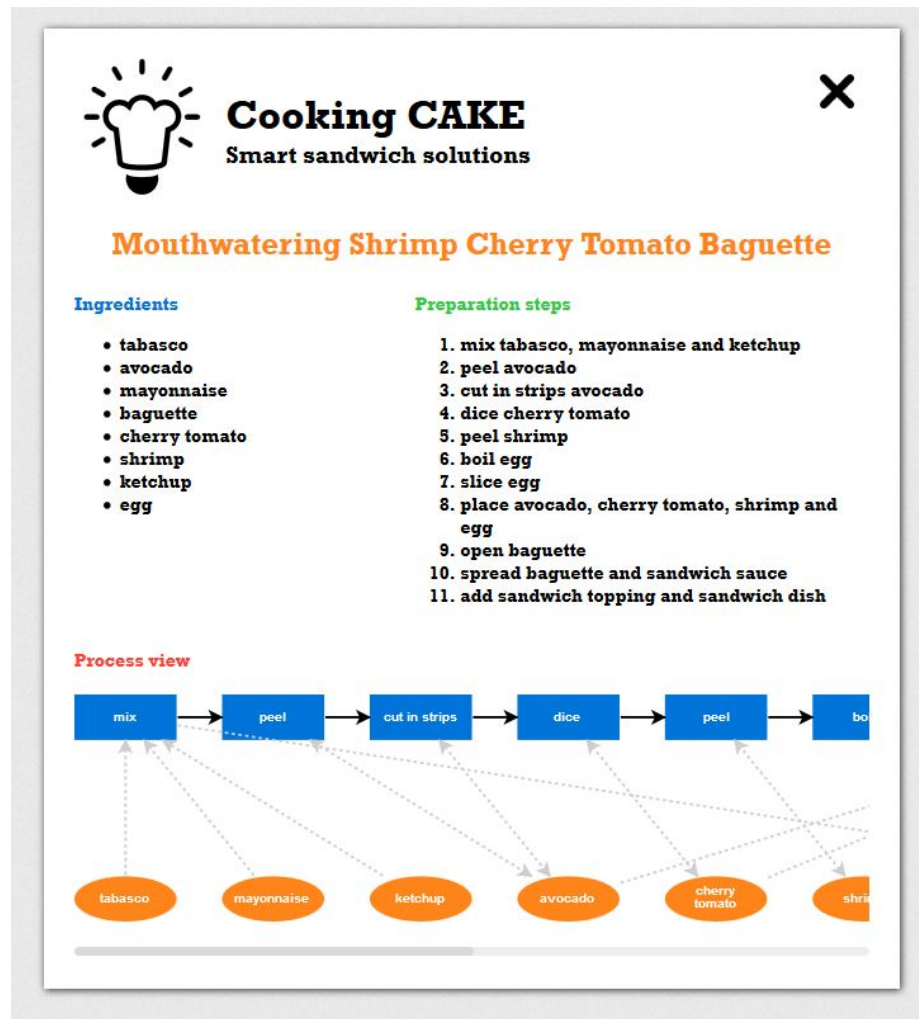 Cooking CAKE
Smart sandwich solutions
Mouthwatering Shrimp Cherry Tomato Baguette
Ingredients
• tabasco
• avocado
• mayonnaise
• baguette
• cherry tomato
• shrimp
• ketchup
• egg
Preparation steps
1. mix tabasco, mayonnaise and ketchup
2. peel avocado
3. cut in strips avocado
4. dice cherry tomato
5. peel shrimp
6. boil egg
7. slice egg
8. place avocado, cherry tomato, shrimp and
egg
9. open baguette
10. spread baguette and sandwich sauce
11. add sandwich topping and sandwich dish
Process view
mix peel cut in strips dice peel
tabasco mayonnaise ketchup avocado cherry
tomato